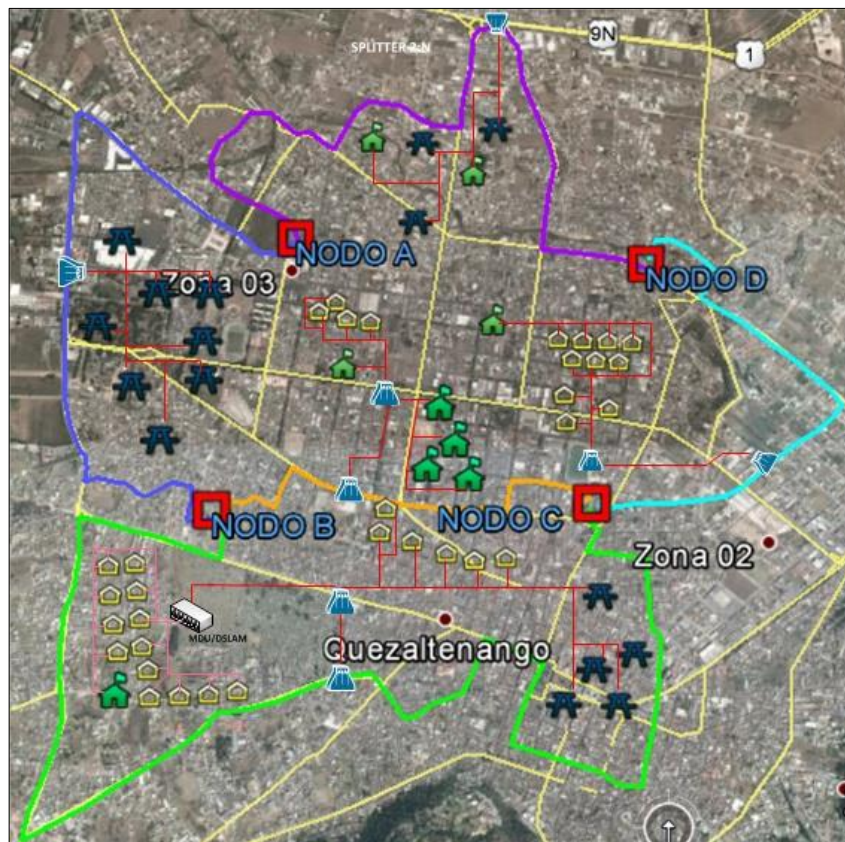 SPLITTER 2:N
9N
1
NODO A
NODO D
Zona 03
NODO B
NODO C
Zona 02
MDU/DSLAM
Quezaltenango